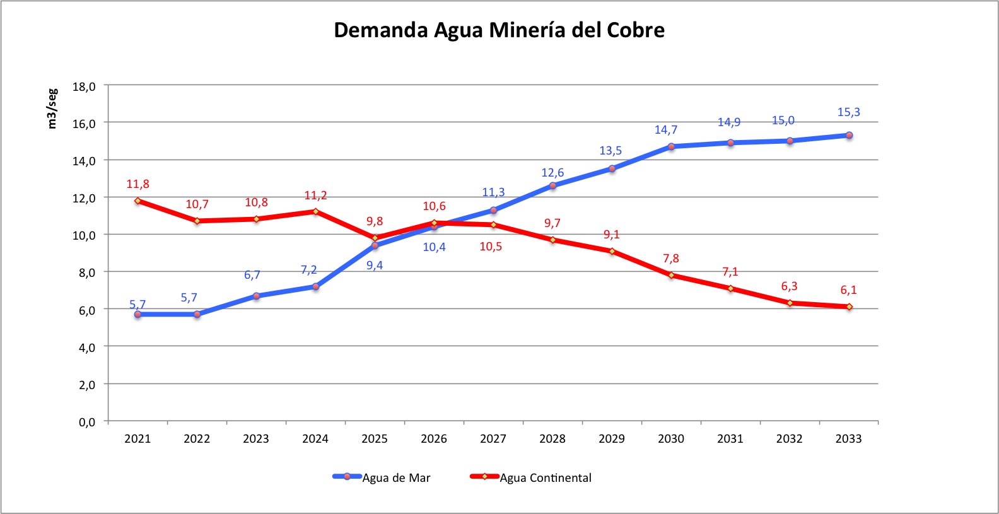 Demanda Agua Minería del Cobre
m3/seg
18,0
16,0
14,0
12,0
10,0
8,0
6,0
4,0
2,0
0,0
5,7 5,7 6,7 7,2 9,4 10,4 11,3 12,6 13,5 14,7 14,9 15,0 15,3
11,8 10,7 10,8 11,2 9,8 10,6 10,5 9,7 9,1 7,8 7,1 6,3 6,1
2021 2022 2023 2024 2025 2026 2027 2028 2029 2030 2031 2032 2033
Agua de Mar Agua Continental